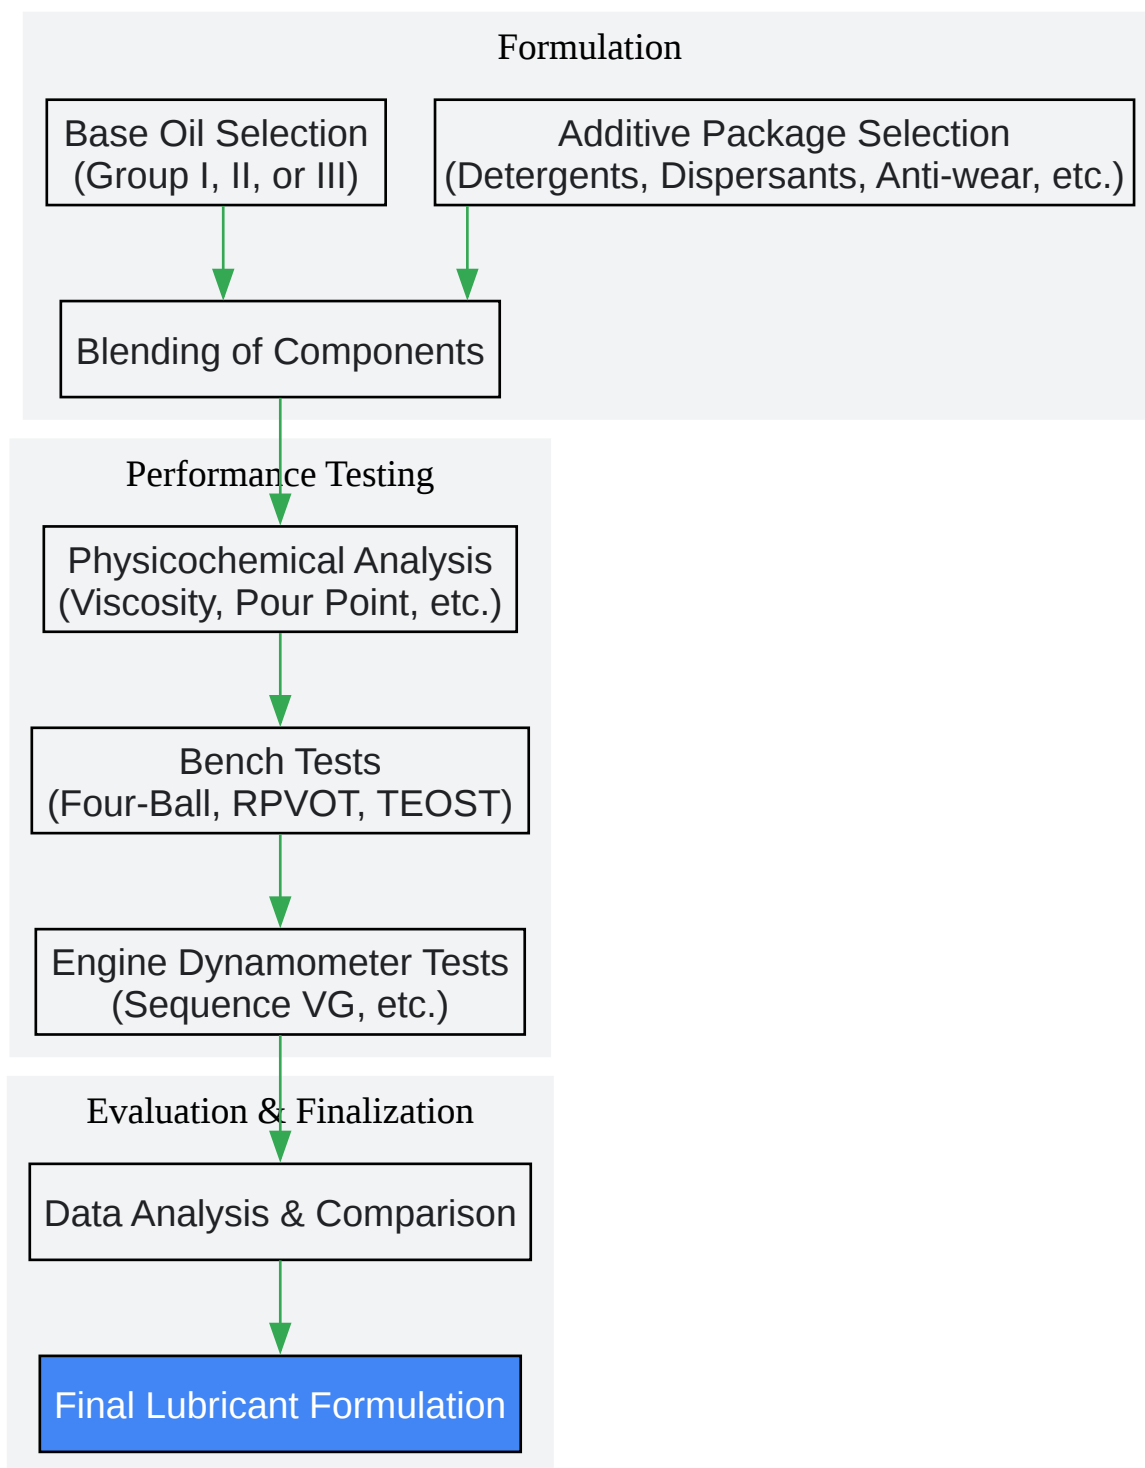 Formulation
Base Oil Selection
(Group I, II, or III)
Additive Package Selection
(Detergents, Dispersants, Anti-wear, etc.)
Blending of Components
Performance Testing
Physicochemical Analysis
(Viscosity, Pour Point, etc.)
Bench Tests
(Four-Ball, RPVOT, TEOST)
Engine Dynamometer Tests
(Sequence VG, etc.)
Evaluation & Finalization
Data Analysis & Comparison
Final Lubricant Formulation